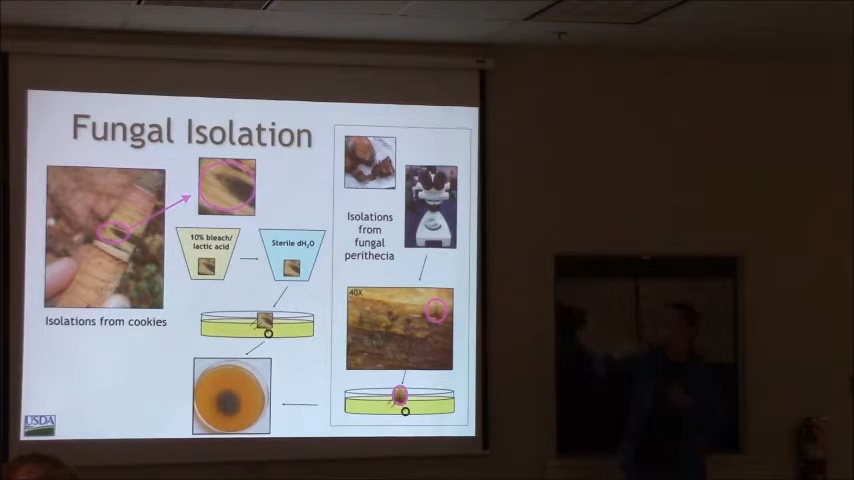 Fungal Isolation
10% bleach/
lactic acid
Sterile dH₂O
Isolations from cookies
Isolations
from
fungal
perithecia
40X
USDA